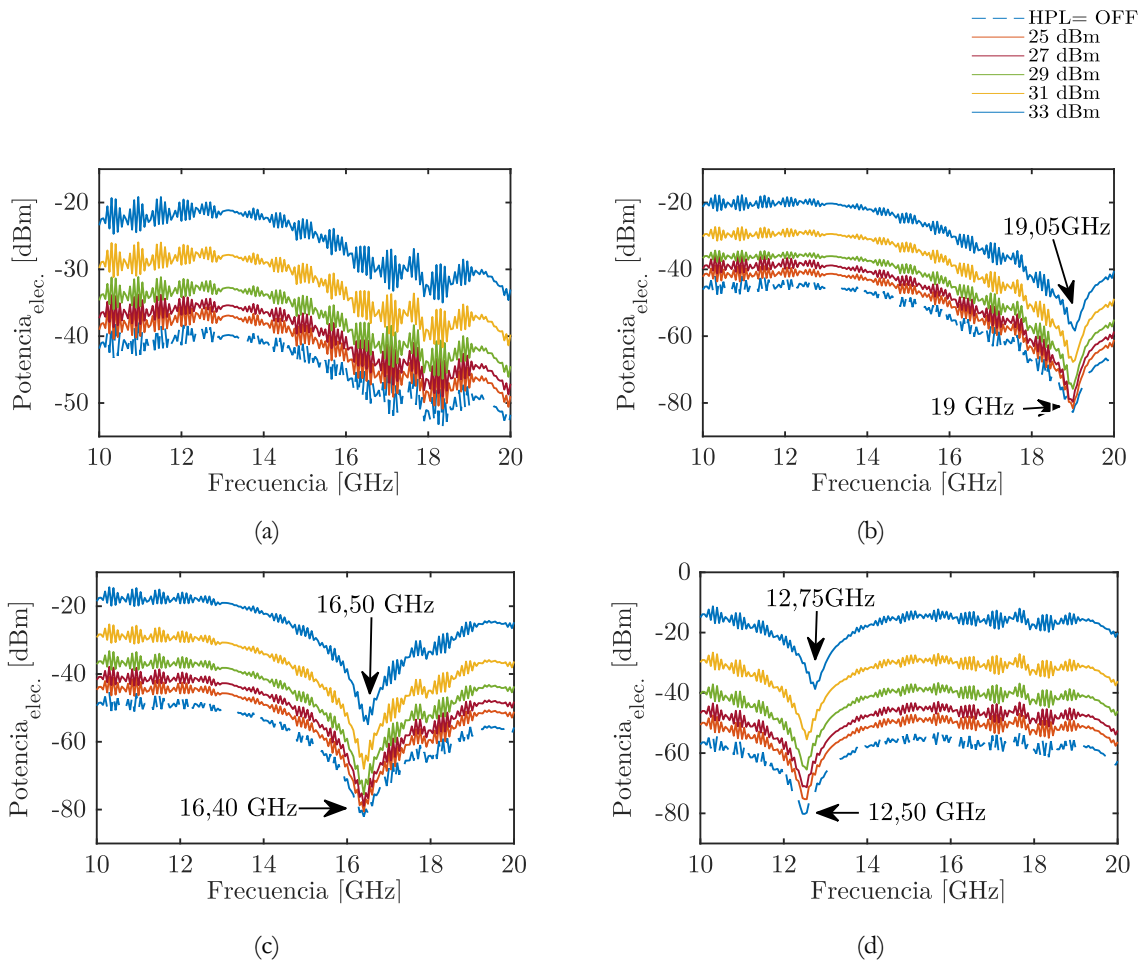 HPL= OFF
25 dBm
27 dBm
29 dBm
31 dBm
33 dBm
Potencia elec. [dBm]
-20
-30
-40
-50
10 12 14 16 18 20
Frecuencia [GHz]
(a)
Potencia elec. [dBm]
-20
-40
-60
-80
19,05GHz
19 GHz
10 12 14 16 18 20
Frecuencia [GHz]
(b)
Potencia elec. [dBm]
-20
-40
-60
-80
16,50 GHz
16,40 GHz
10 12 14 16 18 20
Frecuencia [GHz]
(c)
Potencia elec. [dBm]
0
-20
-40
-60
-80
12,75GHz
12,50 GHz
10 12 14 16 18 20
Frecuencia [GHz]
(d)